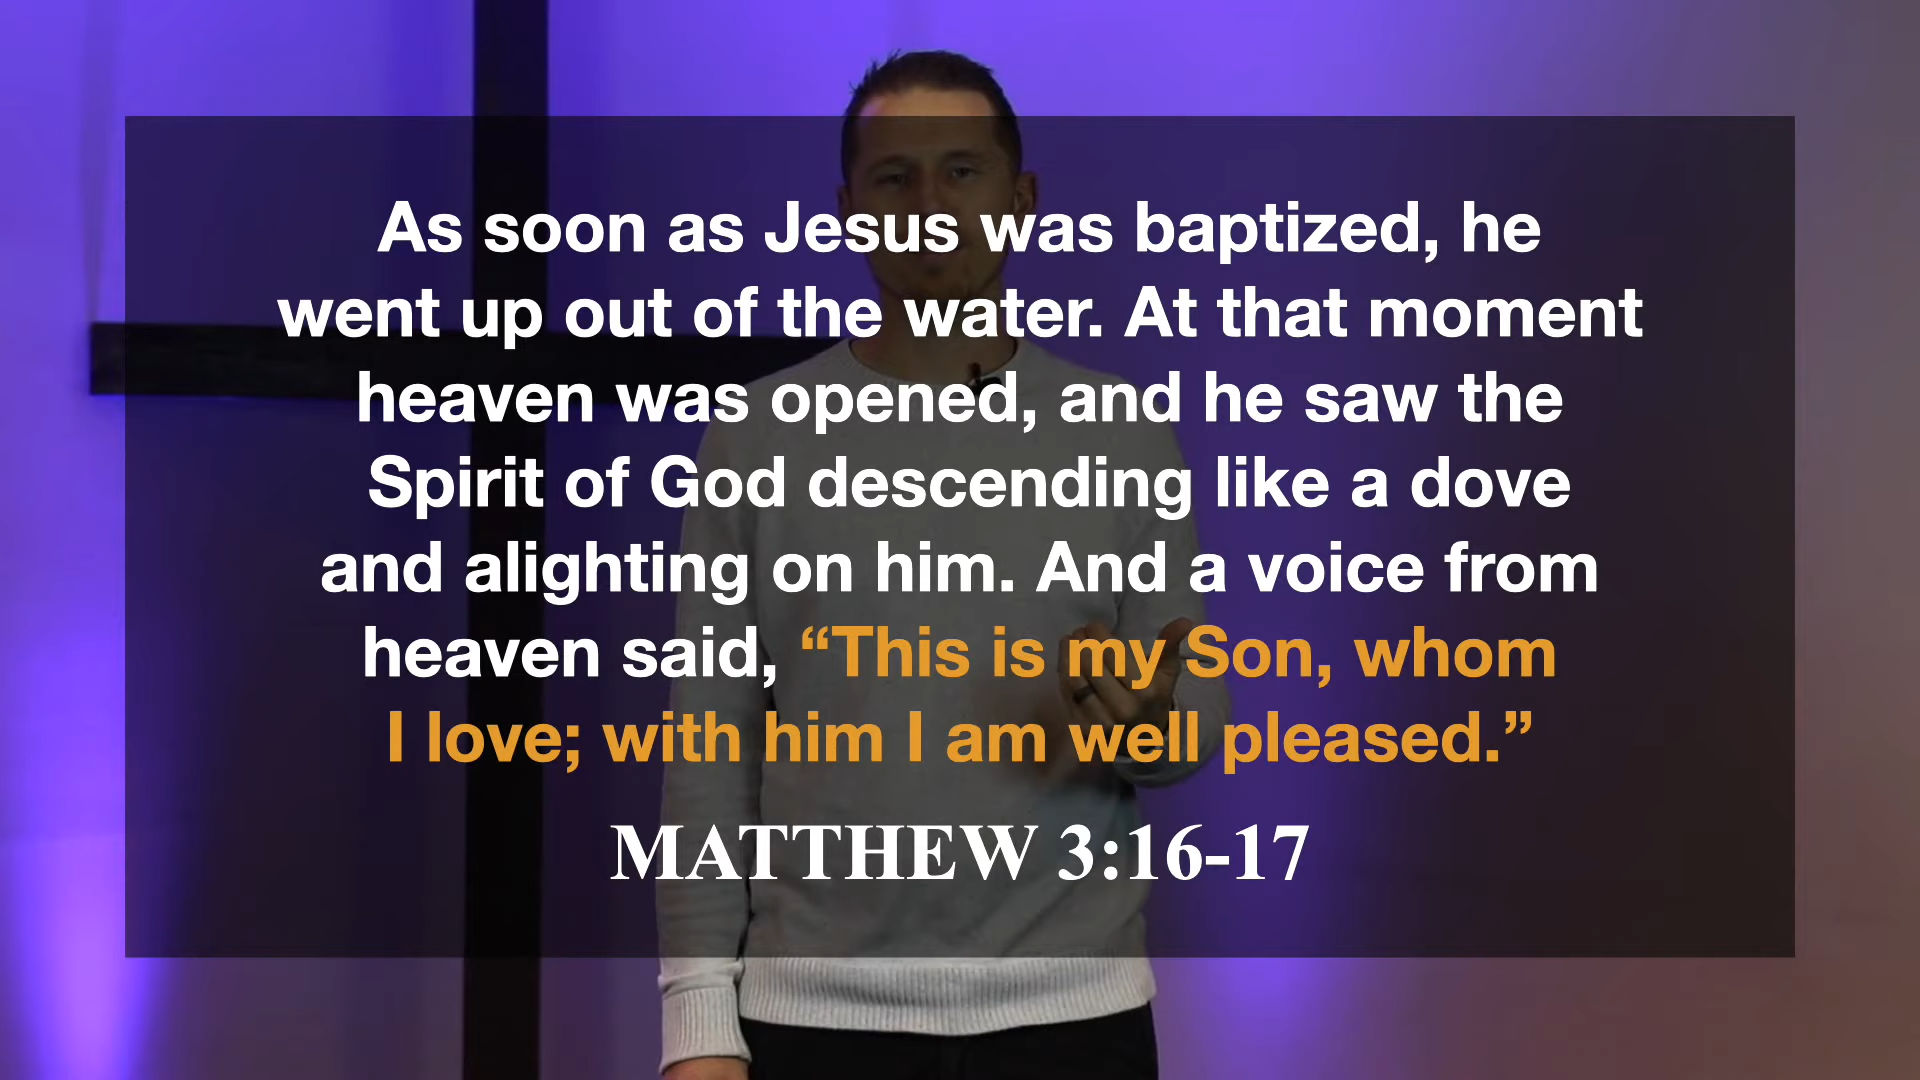 As soon as Jesus was baptized, he
went up out of the water. At that moment
heaven was opened, and he saw the
Spirit of God descending like a dove
and alighting on him. And a voice from
heaven said, “This is my Son, whom
I love; with him I am well pleased.”
MATTHEW 3:16-17